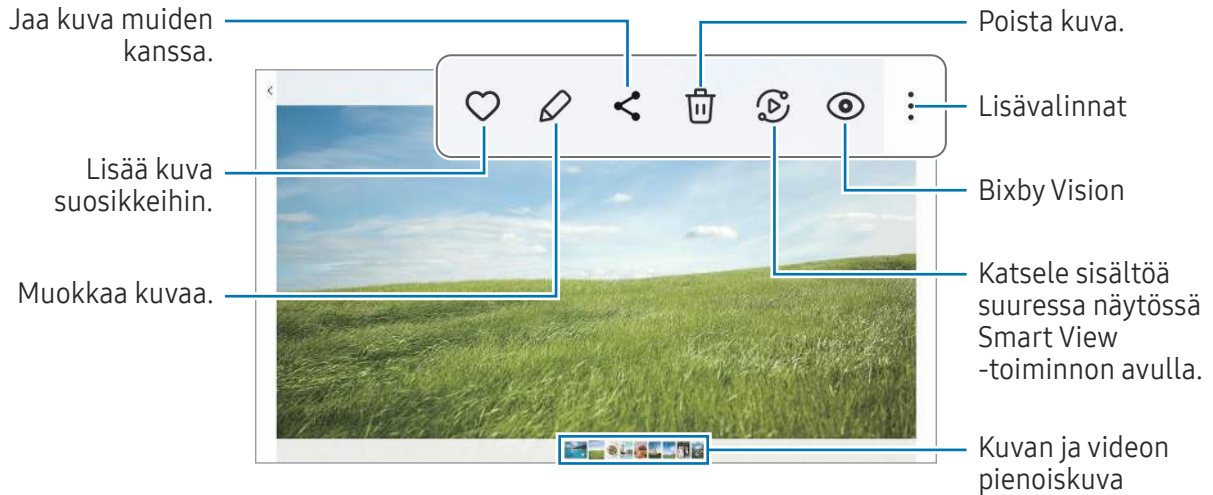 Jaa kuva muiden
kanssa.
Lisää kuva
suosikkeihin.
Muokkaa kuvaa.
Poista kuva.
Lisävalinnat
Bixby Vision
Katsele sisältöä
suuressa näytössä
Smart View
-toiminnon avulla.
Kuvan ja videon
pienoiskuva